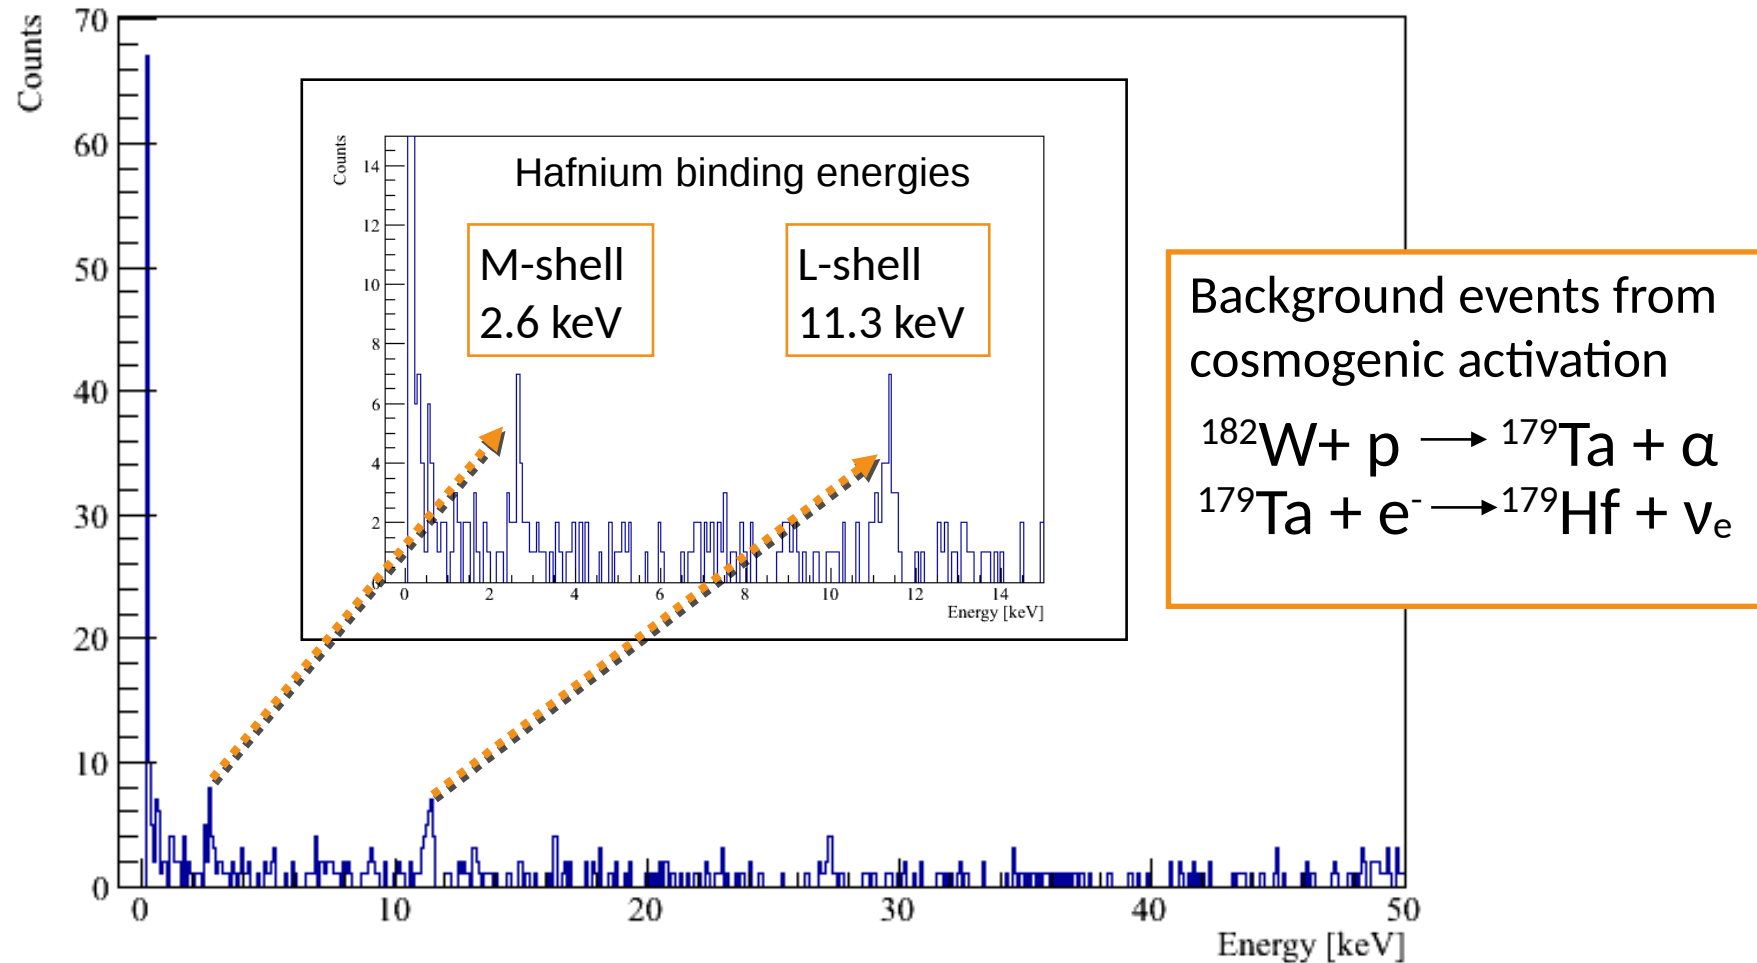 Counts
70
60
50
40
30
20
10
0
0 10 20 30 40 50
Energy [keV]
Counts
14
12
10
8
6
4
2
0
0 2 4 6 8 10 12 14
Energy [keV]
Hafnium binding energies
M-shell
2.6 keV
L-shell
11.3 keV
Background events from
cosmogenic activation
¹⁸²W+ p ⟶ ¹⁷⁹Ta + α
¹⁷⁹Ta + e⁻ ⟶ ¹⁷⁹Hf + νₑ